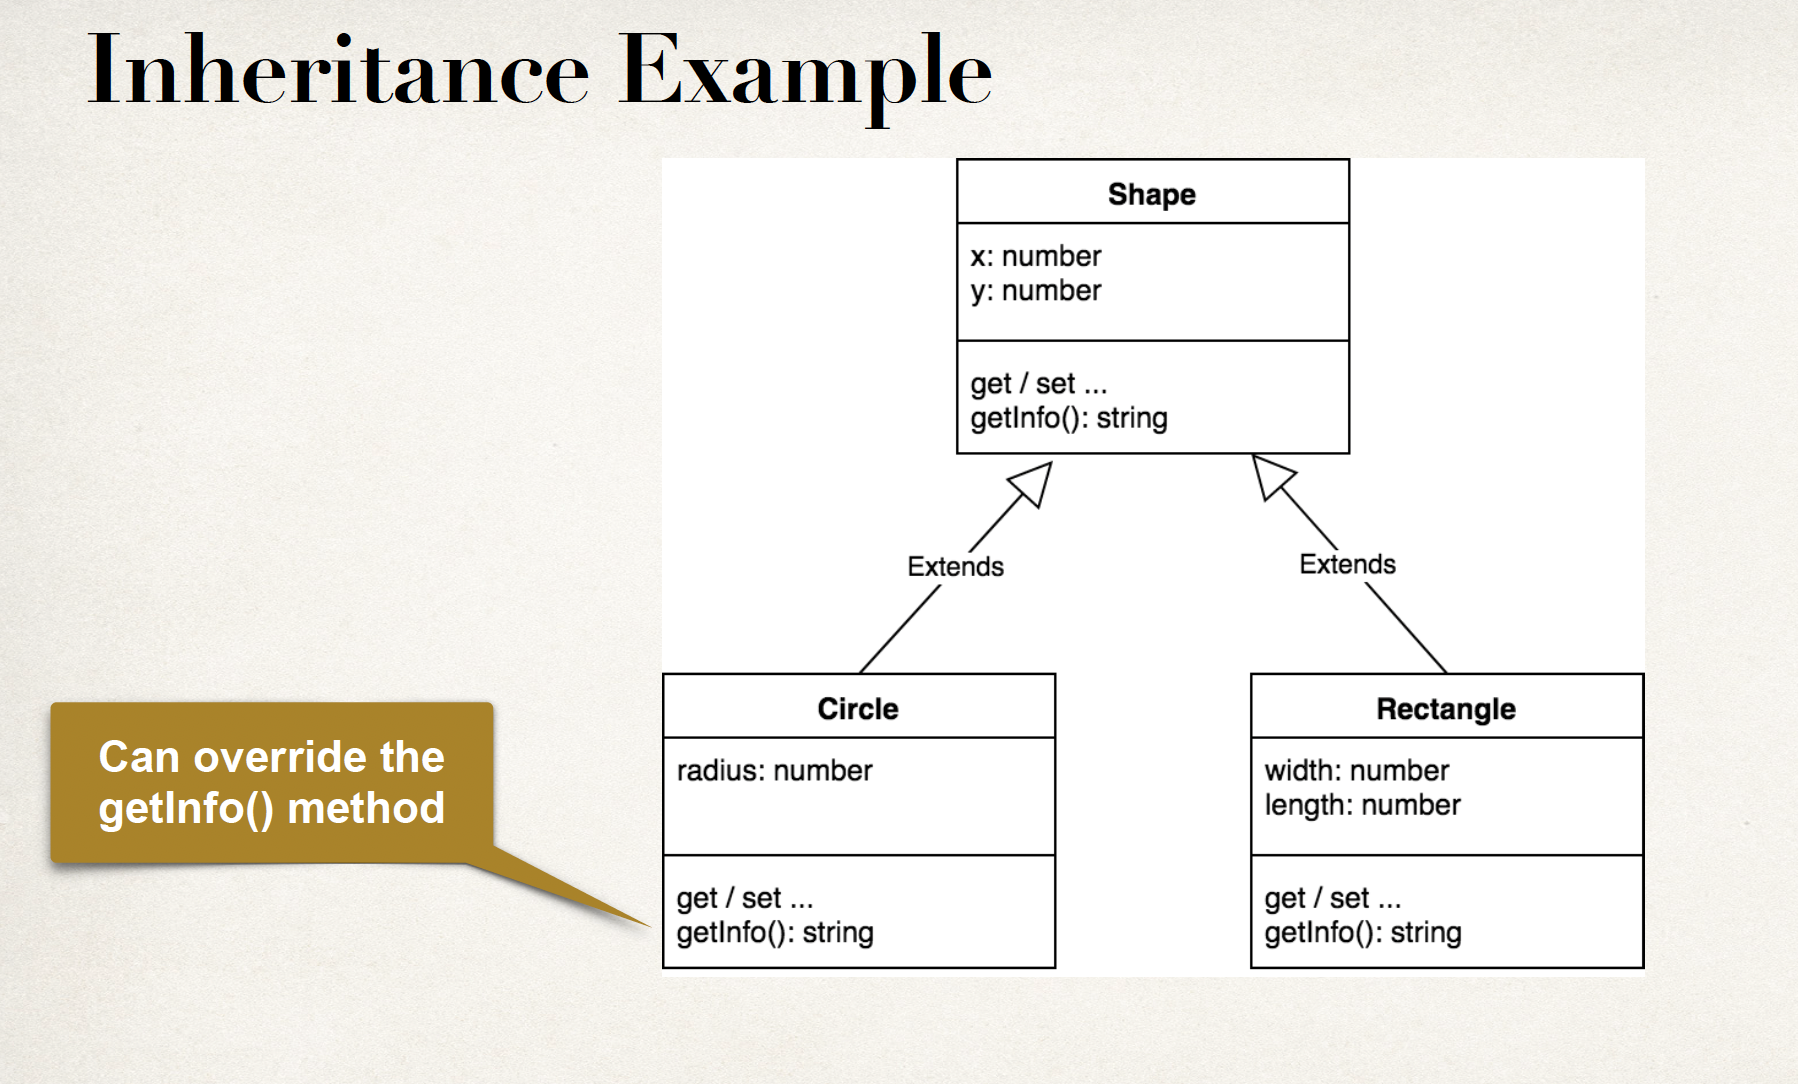 Inheritance Example
Shape
x: number
y: number
get / set ...
getInfo(): string
Extends
Extends
Circle
radius: number
get / set ...
getInfo(): string
Rectangle
width: number
length: number
get / set ...
getInfo(): string
Can override the
getInfo() method